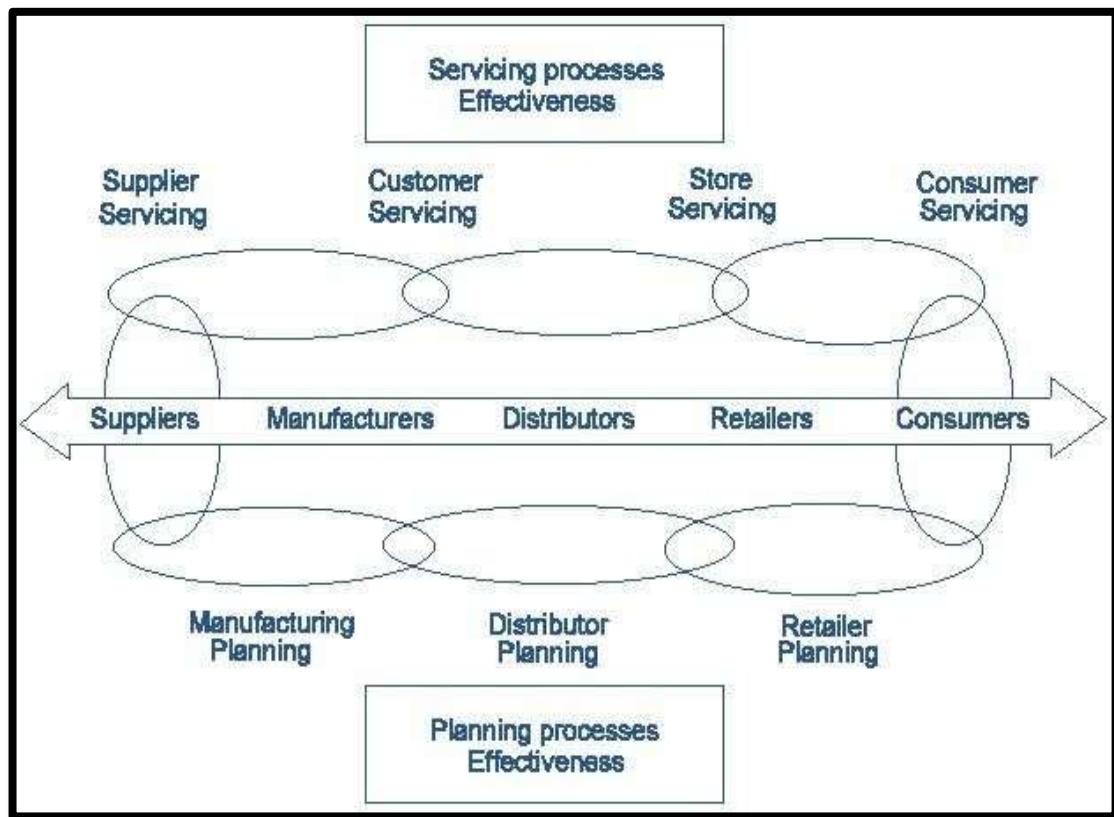 Servicing processes
Effectiveness
Supplier
Servicing
Customer
Servicing
Store
Servicing
Consumer
Servicing
Suppliers
Manufacturers
Distributors
Retailers
Consumers
Manufacturing
Planning
Distributor
Planning
Retailer
Planning
Planning processes
Effectiveness